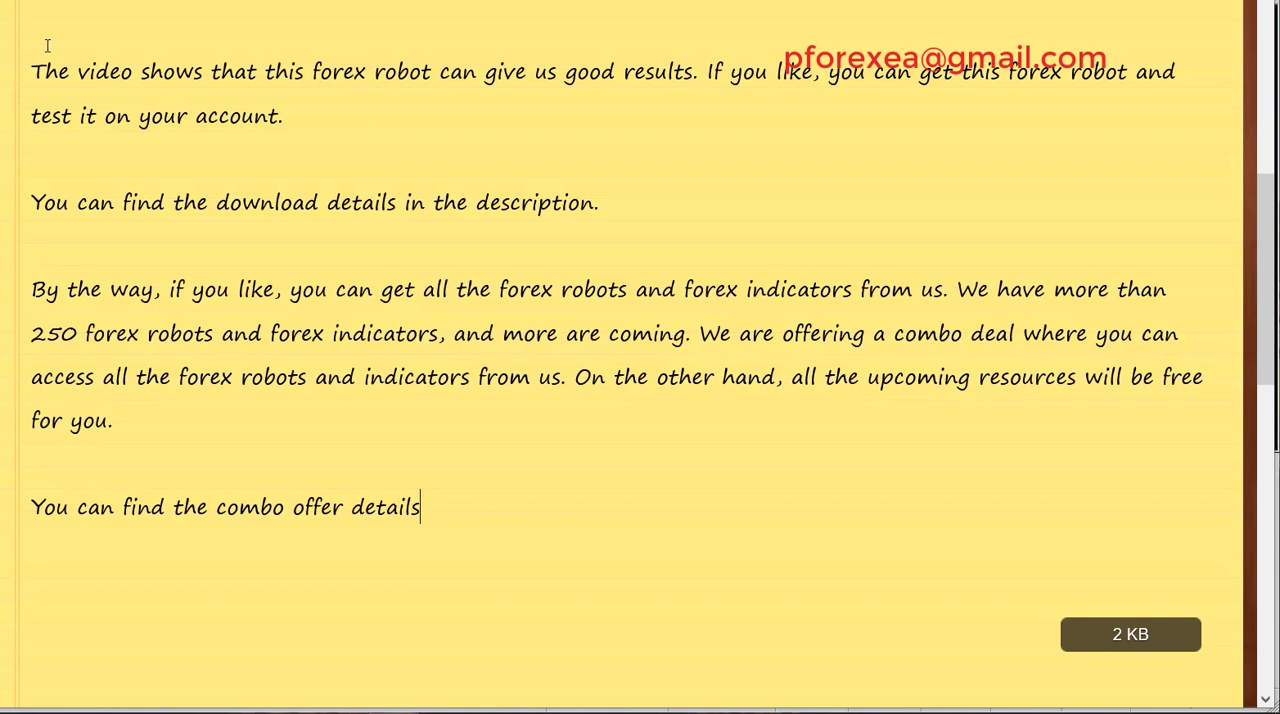 pforexea@gmail.com
The video shows that this forex robot can give us good results. If you like, you can get this forex robot and
test it on your account.
You can find the download details in the description.
By the way, if you like, you can get all the forex robots and forex indicators from us. We have more than
250 forex robots and forex indicators, and more are coming. We are offering a combo deal where you can
access all the forex robots and indicators from us. On the other hand, all the upcoming resources will be free
for you.
You can find the combo offer details
2 KB